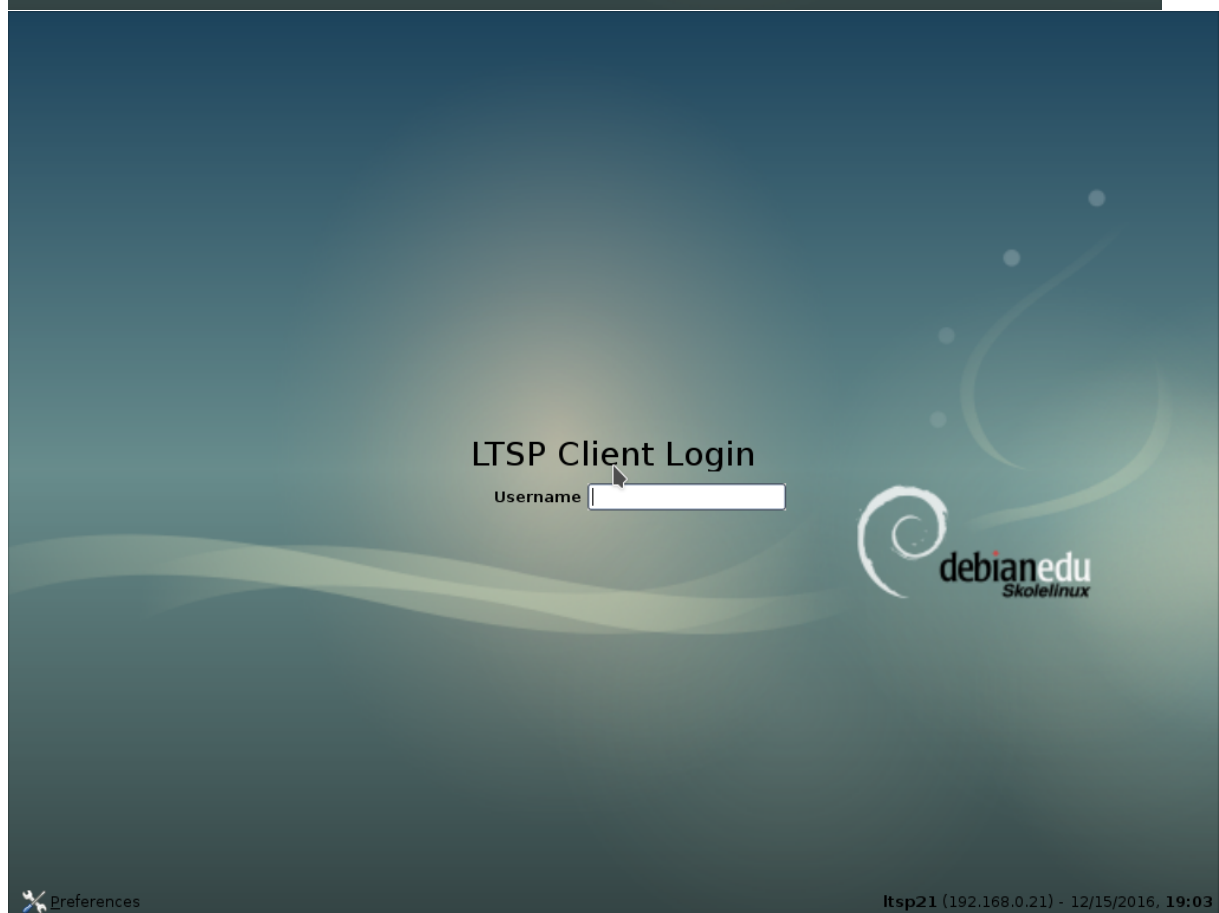 LTSP Client Login
Username
debianedu
Skolelinux
Preferences
ltsp21 (192.168.0.21) - 12/15/2016, 19:03